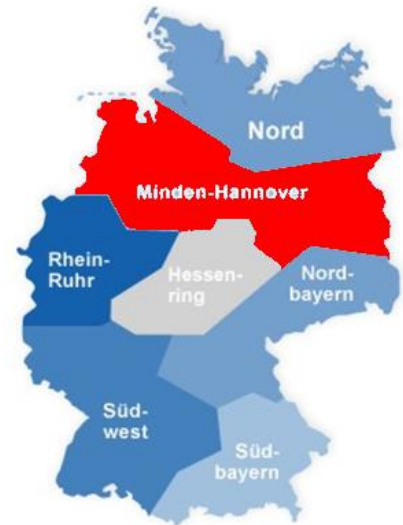 Nord
Minden-Hannover
Rhein-
Ruhr
Hessen-
ring
Nord-
bayern
Süd-
west
Süd-
bayern